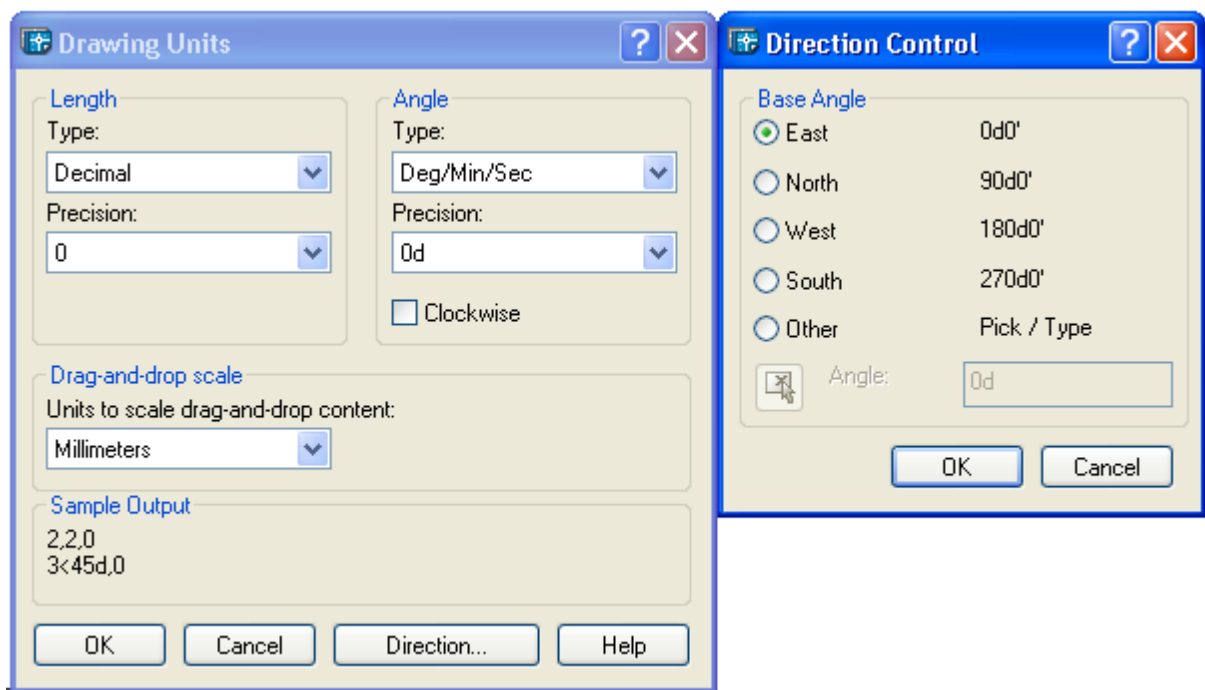 Drawing Units
Length
Type:
Decimal
Precision:
0
Angle
Type:
Deg/Min/Sec
Precision:
0d
Clockwise
Drag-and-drop scale
Units to scale drag-and-drop content:
Millimeters
Sample Output
2,2,0
3<45d,0
OK Cancel Direction... Help
Direction Control
Base Angle
East 0d0'
North 90d0'
West 180d0'
South 270d0'
Other Pick / Type
Angle: 0d
OK Cancel